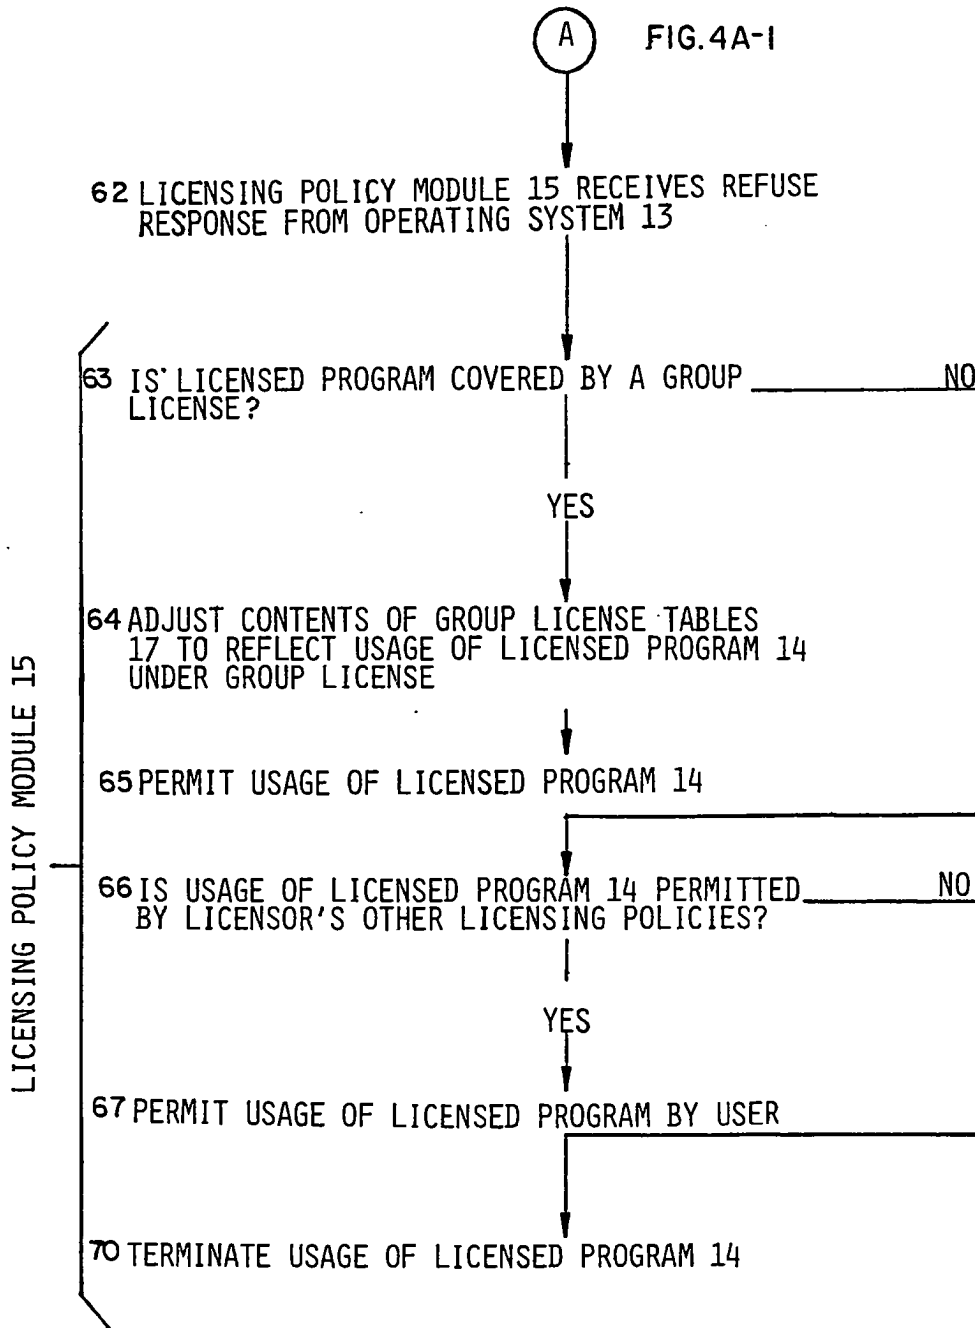 A FIG.4A-1
62 LICENSING POLICY MODULE 15 RECEIVES REFUSE
RESPONSE FROM OPERATING SYSTEM 13
63 IS LICENSED PROGRAM COVERED BY A GROUP NO
LICENSE?
YES
64 ADJUST CONTENTS OF GROUP LICENSE TABLES
17 TO REFLECT USAGE OF LICENSED PROGRAM 14
UNDER GROUP LICENSE
65 PERMIT USAGE OF LICENSED PROGRAM 14
66 IS USAGE OF LICENSED PROGRAM 14 PERMITTED NO
BY LICENSOR'S OTHER LICENSING POLICIES?
YES
67 PERMIT USAGE OF LICENSED PROGRAM BY USER
70 TERMINATE USAGE OF LICENSED PROGRAM 14
LICENSING POLICY MODULE 15